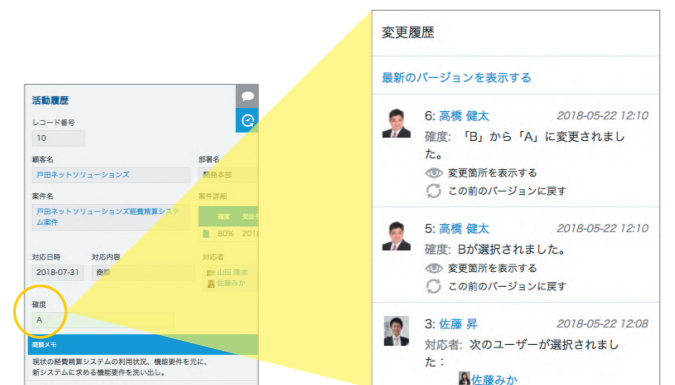 活動履歴
レコード番号
10
顧客名
部署名
戸田ネットソリューションズ
案件名
案件詳細
戸田ネットソリューションズ経費精算システム案件
確度
80% 201
対応日時
対応内容
対応者
2018-07-31
商談
山田 陽志
佐藤みか
確度
A
商談メモ
現状の経費精算システムの利用状況、機能要件を元に、
新システムに求める機能要件を洗い出し。
変更履歴
最新のバージョンを表示する
6: 高橋 健太 2018-05-22 12:10
確度: 「B」から「A」に変更されまし
た。
変更箇所を表示する
この前のバージョンに戻す
5: 高橋 健太 2018-05-22 12:10
確度: Bが選択されました。
変更箇所を表示する
この前のバージョンに戻す
3: 佐藤 昇 2018-05-22 12:08
対応者: 次のユーザーが選択されまし
た：
佐藤みか